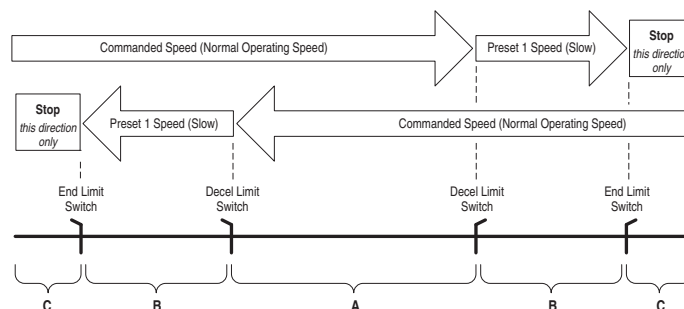 Commanded Speed (Normal Operating Speed)
Preset 1 Speed (Slow)
Stop
this direction
only
Stop
this direction
only
Preset 1 Speed (Slow)
Commanded Speed (Normal Operating Speed)
End Limit
Switch
Decel Limit
Switch
Decel Limit
Switch
End Limit
Switch
C
B
A
B
C